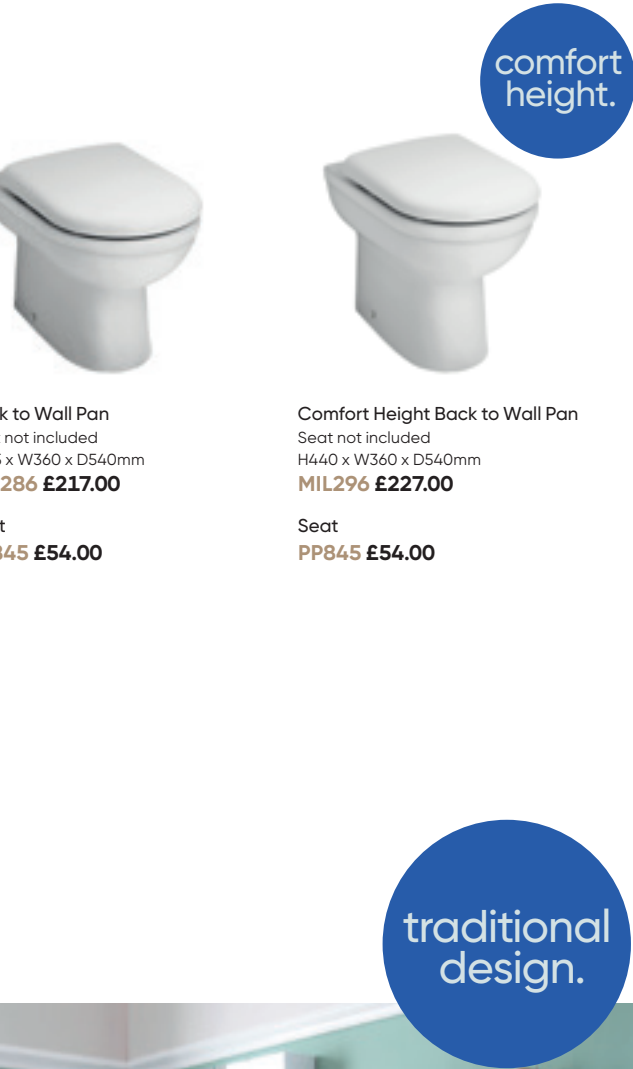 comfort
height.
k to Wall Pan
not included
x W360 x D540mm
286 £217.00
t
845 £54.00
Comfort Height Back to Wall Pan
Seat not included
H440 x W360 x D540mm
MIL296 £227.00
Seat
PP845 £54.00
traditional
design.